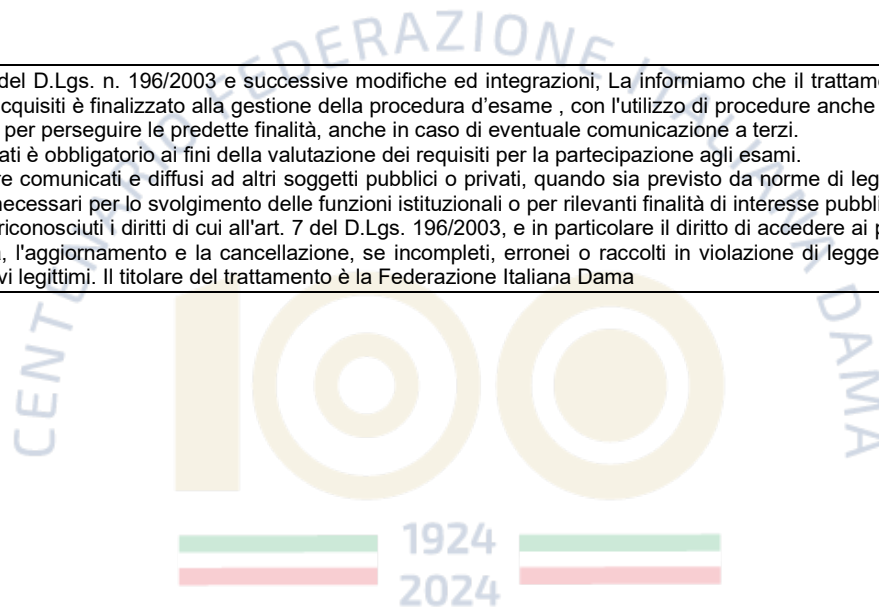 del D.Lgs. n. 196/2003 e successive modifiche ed integrazioni, La informiamo che il trattam
cquisiti è finalizzato alla gestione della procedura d'esame , con l'utilizzo di procedure anche
per perseguire le predette finalità, anche in caso di eventuale comunicazione a terzi.
ati è obbligatorio ai fini della valutazione dei requisiti per la partecipazione agli esami.
e comunicati e diffusi ad altri soggetti pubblici o privati, quando sia previsto da norme di leg
necessari per lo svolgimento delle funzioni istituzionali o per rilevanti finalità di interesse pubbli
riconosciuti i diritti di cui all'art. 7 del D.Lgs. 196/2003, e in particolare il diritto di accedere ai p
, l'aggiornamento e la cancellazione, se incompleti, erronei o raccolti in violazione di legge
vi legittimi. Il titolare del trattamento è la Federazione Italiana Dama
CENTENARIO FEDERAZIONE ITALIANA DAMA
100
1924
2024